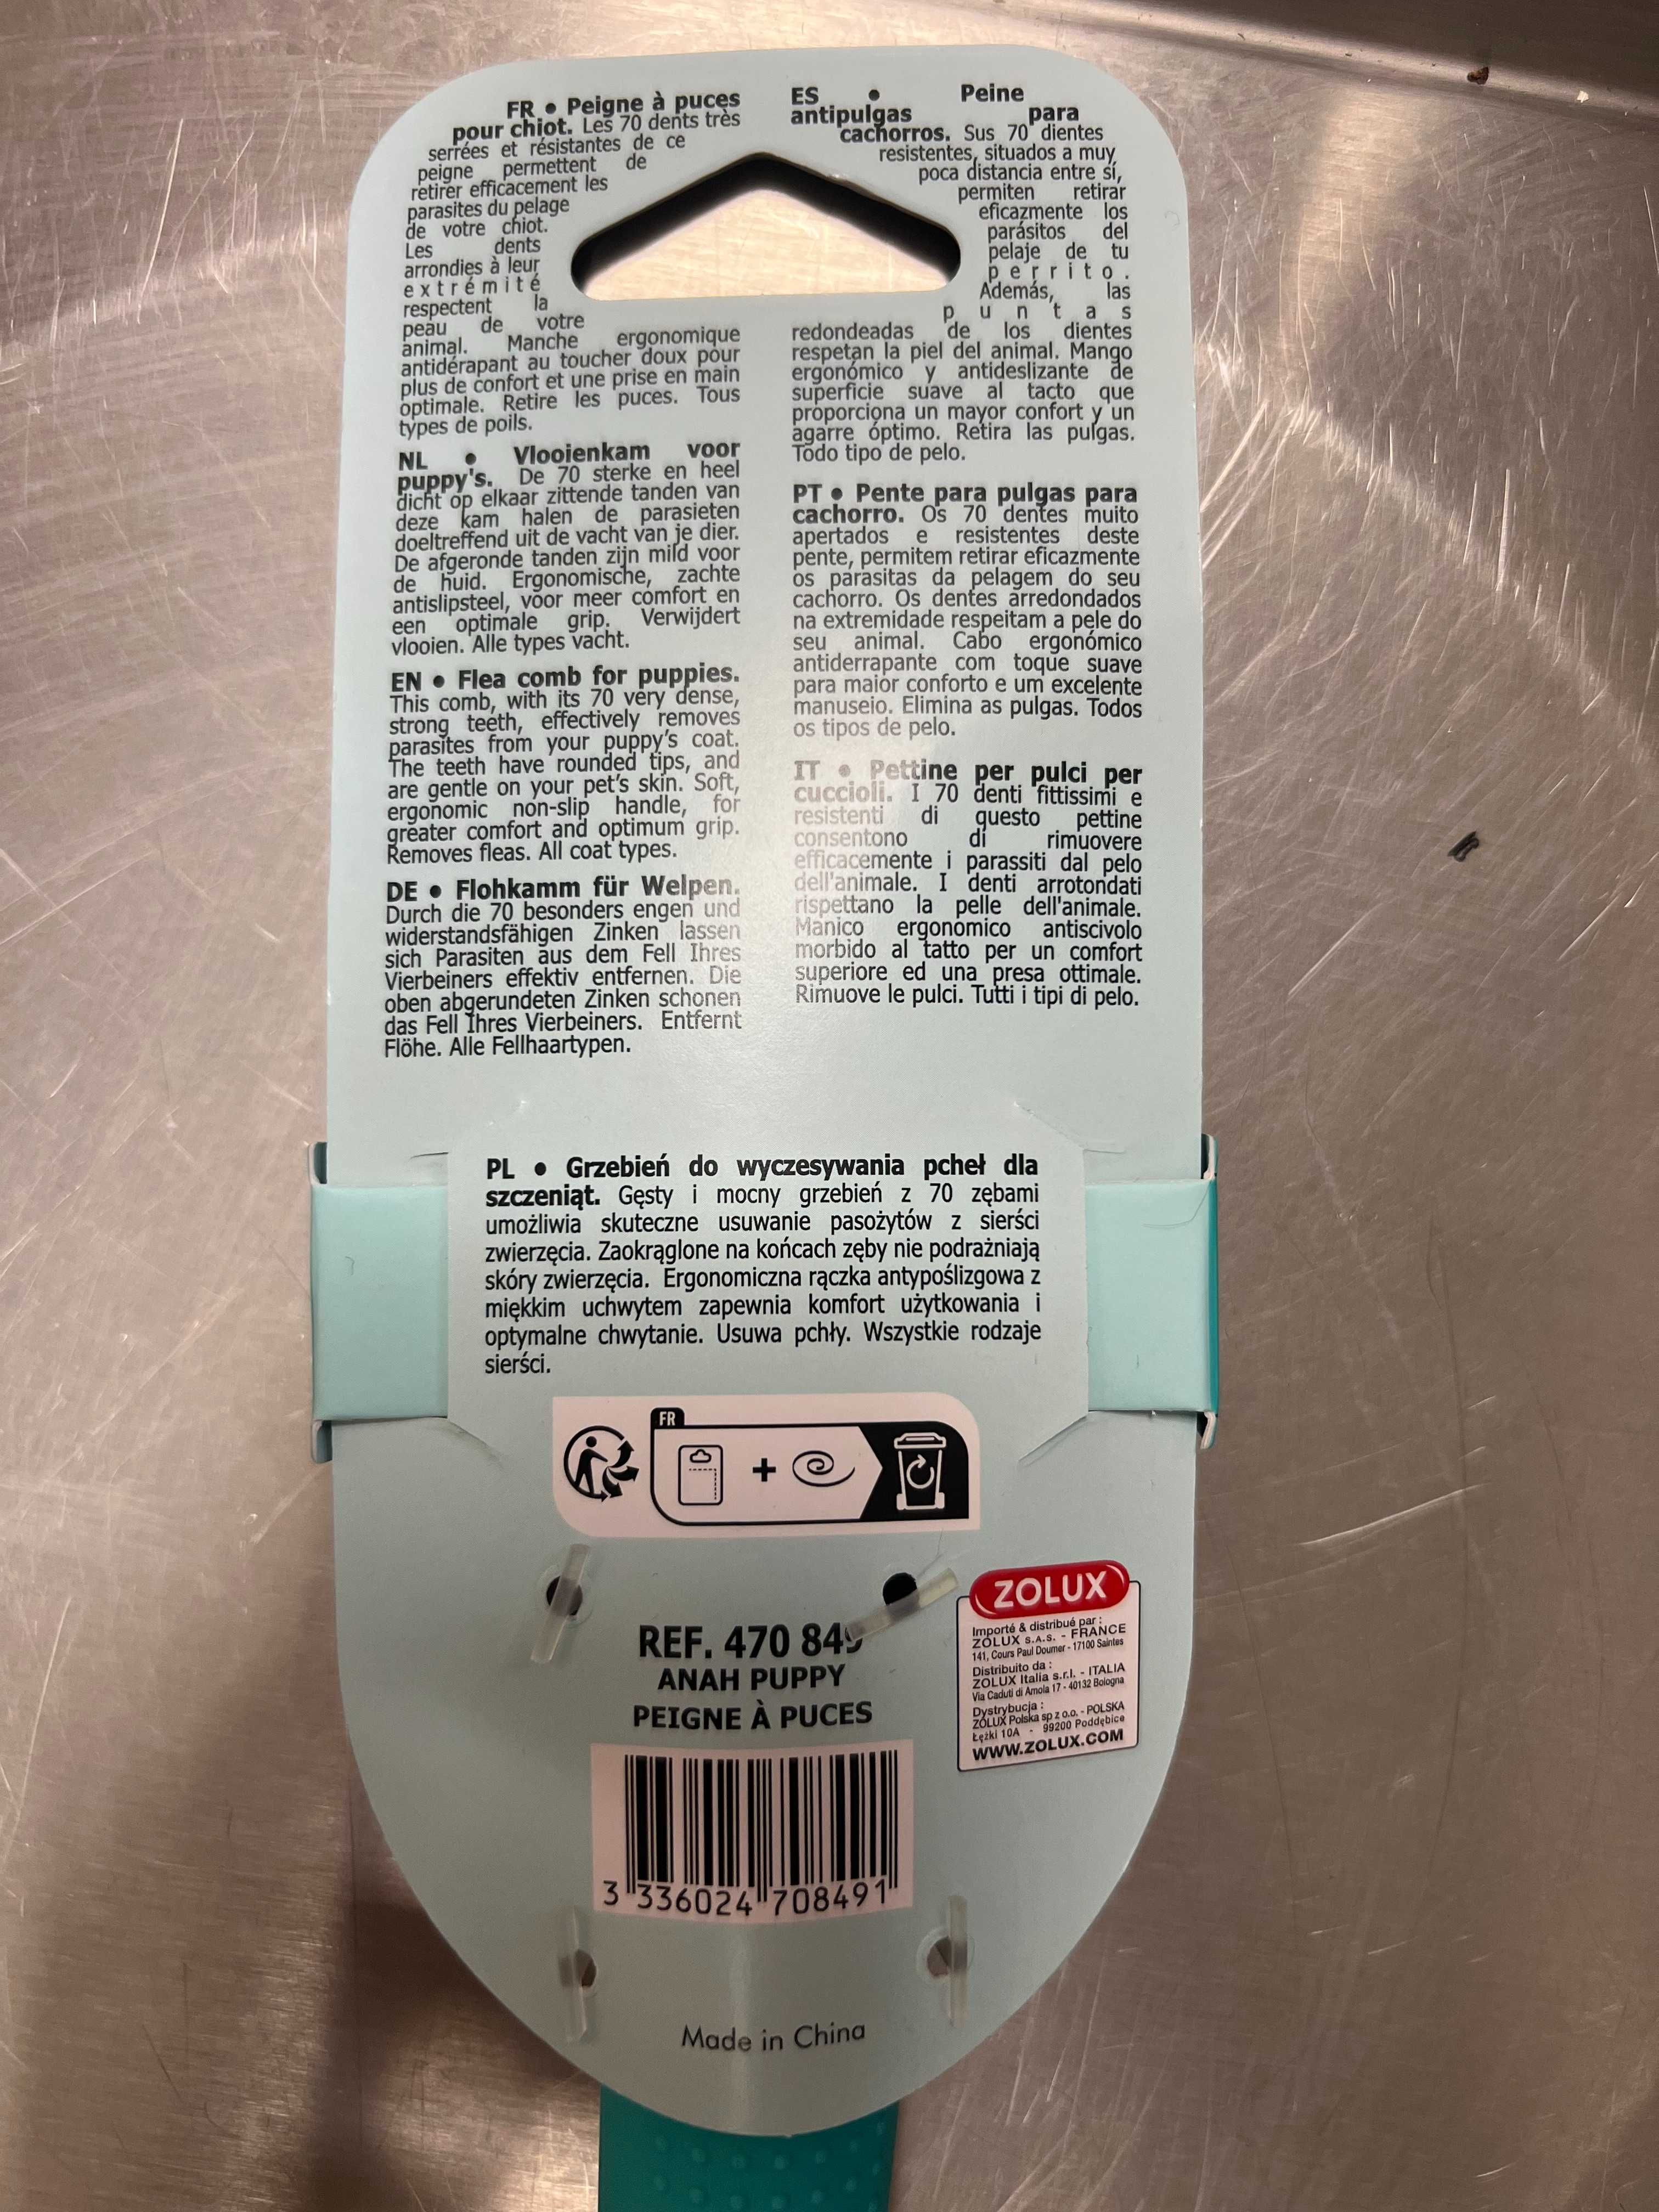 FR • Peigne à puces
pour chiot. Les 70 dents très
serrées et résistantes de ce
peigne permettent de
retirer efficacement les
parasites du pelage
de votre chiot.
Les dents
arrondies à leur
extrémité
respectent la
peau de votre
animal. Manche ergonomique
antidérapant au toucher doux pour
plus de confort et une prise en main
optimale. Retire les puces. Tous
types de poils.
NL • Vlooienkam voor
puppy's. De 70 sterke en heel
dicht op elkaar zittende tanden van
deze kam halen de parasieten
doeltreffend uit de vacht van je dier.
De afgeronde tanden zijn mild voor
de huid. Ergonomische, zachte
antislipsteel, voor meer comfort en
een optimale grip. Verwijdert
vlooien. Alle types vacht.
EN • Flea comb for puppies.
This comb, with its 70 very dense,
strong teeth, effectively removes
parasites from your puppy's coat.
The teeth have rounded tips, and
are gentle on your pet's skin. Soft,
ergonomic non-slip handle, for
greater comfort and optimum grip.
Removes fleas. All coat types.
DE • Flohkamm für Welpen.
Durch die 70 besonders engen und
widerstandsfähigen Zinken lassen
sich Parasiten aus dem Fell Ihres
Vierbeiners effektiv entfernen. Die
oben abgerundeten Zinken schonen
das Fell Ihres Vierbeiners. Entfernt
Flöhe. Alle Fellhaartypen.
ES • Peine
antipulgas para
cachorros. Sus 70 dientes
resistentes, situados a muy
poca distancia entre sí,
permiten retirar
eficazmente los
parásitos del
pelaje de tu
perrito.
Además, las
puntas
redondeadas de los dientes
respetan la piel del animal. Mango
ergonómico y antideslizante de
superficie suave al tacto que
proporciona un mayor confort y un
agarre óptimo. Retira las pulgas.
Todo tipo de pelo.
PT • Pente para pulgas para
cachorro. Os 70 dentes muito
apertados e resistentes deste
pente, permitem retirar eficazmente
os parasitas da pelagem do seu
cachorro. Os dentes arredondados
na extremidade respeitam a pele do
seu animal. Cabo ergonómico
antiderrapante com toque suave
para maior conforto e um excelente
manuseio. Elimina as pulgas. Todos
os tipos de pelo.
IT • Pettine per pulci per
cuccioli. I 70 denti fittissimi e
resistenti di questo pettine
consentono di rimuovere
efficacemente i parassiti dal pelo
dell'animale. I denti arrotondati
rispettano la pelle dell'animale.
Manico ergonomico antiscivolo
morbido al tatto per un comfort
superiore ed una presa ottimale.
Rimuove le pulci. Tutti i tipi di pelo.
PL • Grzebień do wyczesywania pcheł dla
szczeniąt. Gęsty i mocny grzebień z 70 zębami
umożliwia skuteczne usuwanie pasożytów z sierści
zwierzęcia. Zaokrąglone na końcach zęby nie podrażniają
skóry zwierzęcia. Ergonomiczna rączka antypoślizgowa z
miękkim uchwytem zapewnia komfort użytkowania i
optymalne chwytanie. Usuwa pchły. Wszystkie rodzaje
sierści.
FR
+
REF. 470 849
ANAH PUPPY
PEIGNE À PUCES
3 336024 708491
ZOLUX
Importé & distribué par :
ZOLUX S.A.S. - FRANCE
141, Cours Paul Doumer - 17100 Saintes
Distribuito da :
ZOLUX Italia s.r.l. - ITALIA
Via Caduti di Amola 17 - 40132 Bologna
Dystrybucja :
ZOLUX Polska sp z o.o. - POLSKA
Łężki 10A - 99200 Poddębice
WWW.ZOLUX.COM
Made in China